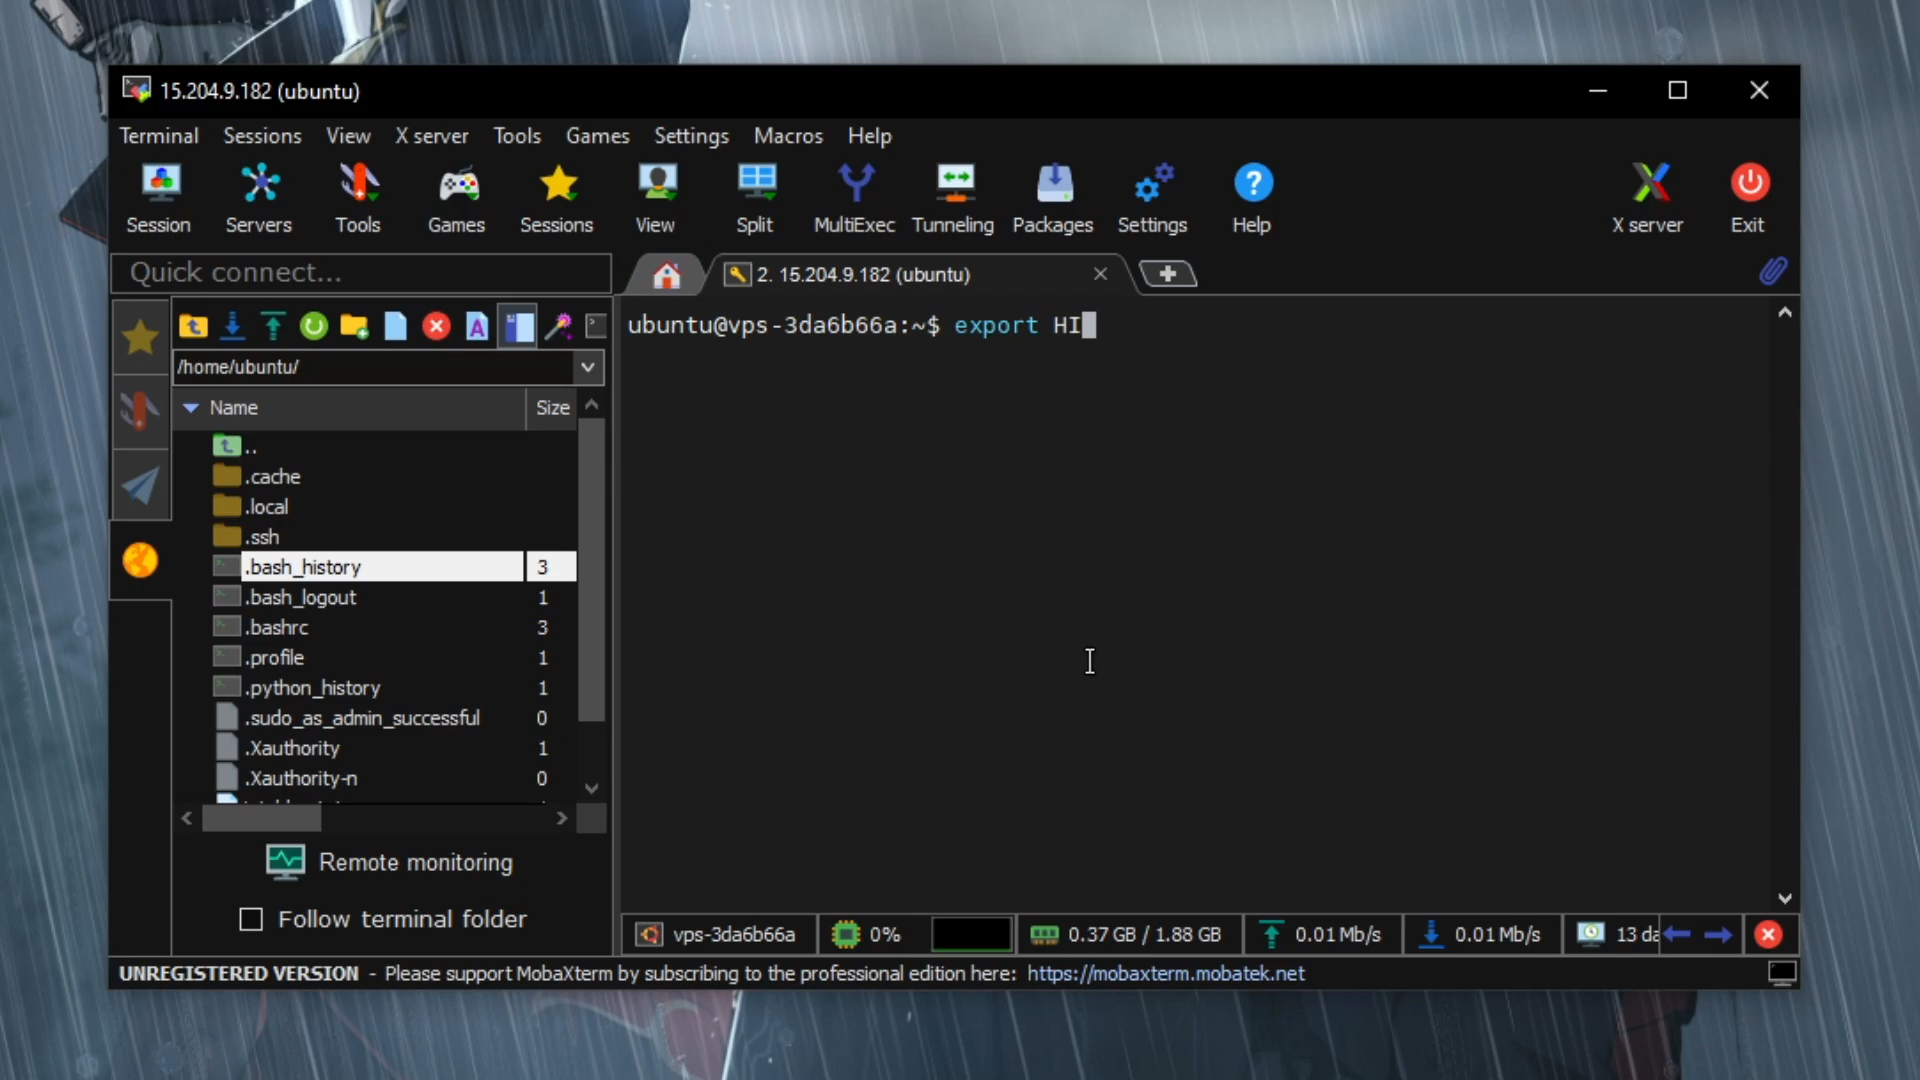 15.204.9.182 (ubuntu)
Terminal Sessions View X server Tools Games Settings Macros Help
Session Servers Tools Games Sessions View Split MultiExec Tunneling Packages Settings Help X server Exit
Quick connect...
2. 15.204.9.182 (ubuntu)
/home/ubuntu/
Name Size
..
.cache
.local
.ssh
.bash_history 3
.bash_logout 1
.bashrc 3
.profile 1
.python_history 1
.sudo_as_admin_successful 0
.Xauthority 1
.Xauthority-n 0
ubuntu@vps-3da6b66a:~$ export HI
Remote monitoring
Follow terminal folder
vps-3da6b66a 0% 0.37 GB / 1.88 GB 0.01 Mb/s 0.01 Mb/s 13 da
UNREGISTERED VERSION - Please support MobaXterm by subscribing to the professional edition here: https://mobaxterm.mobatek.net